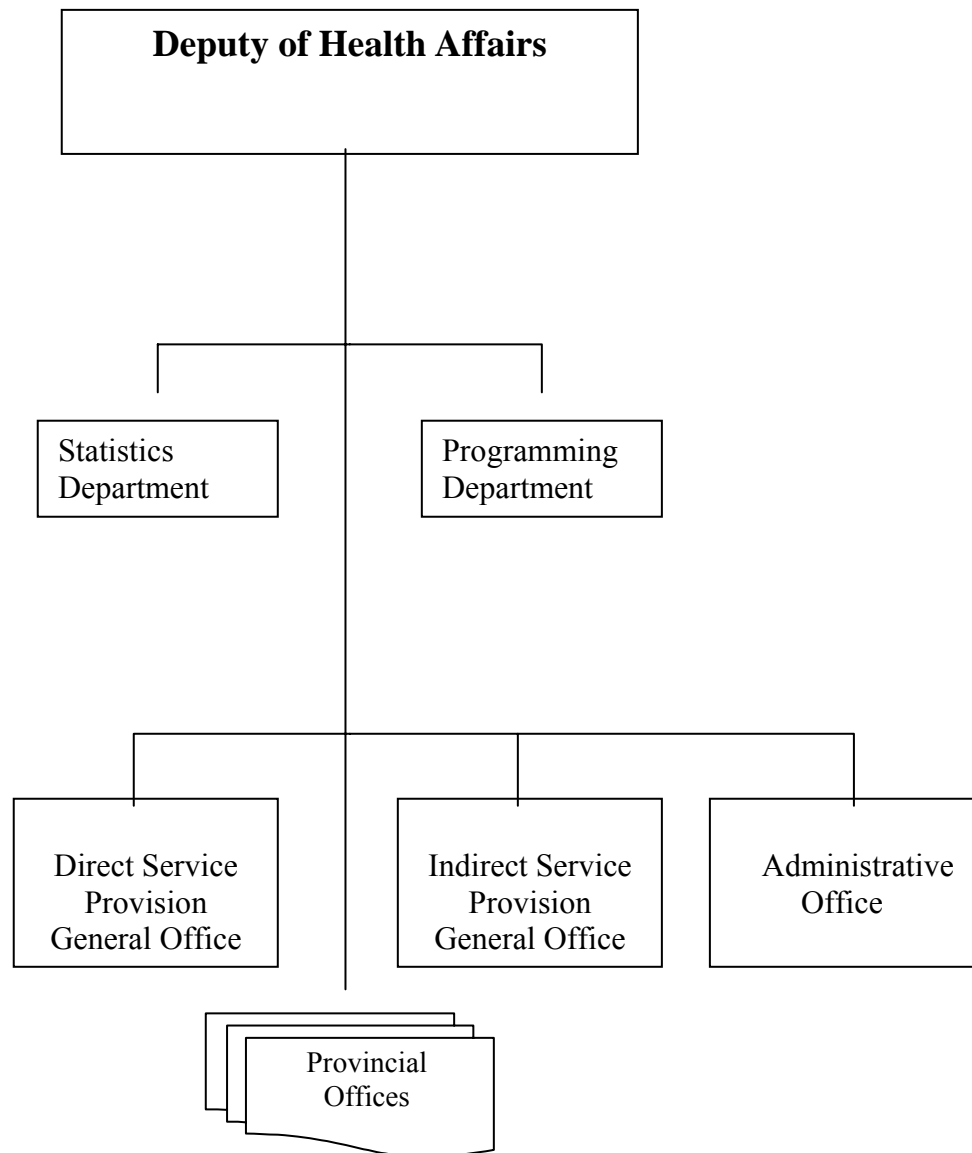 Deputy of Health Affairs
Statistics
Department
Programming
Department
Direct Service
Provision
General Office
Indirect Service
Provision
General Office
Administrative
Office
Provincial
Offices